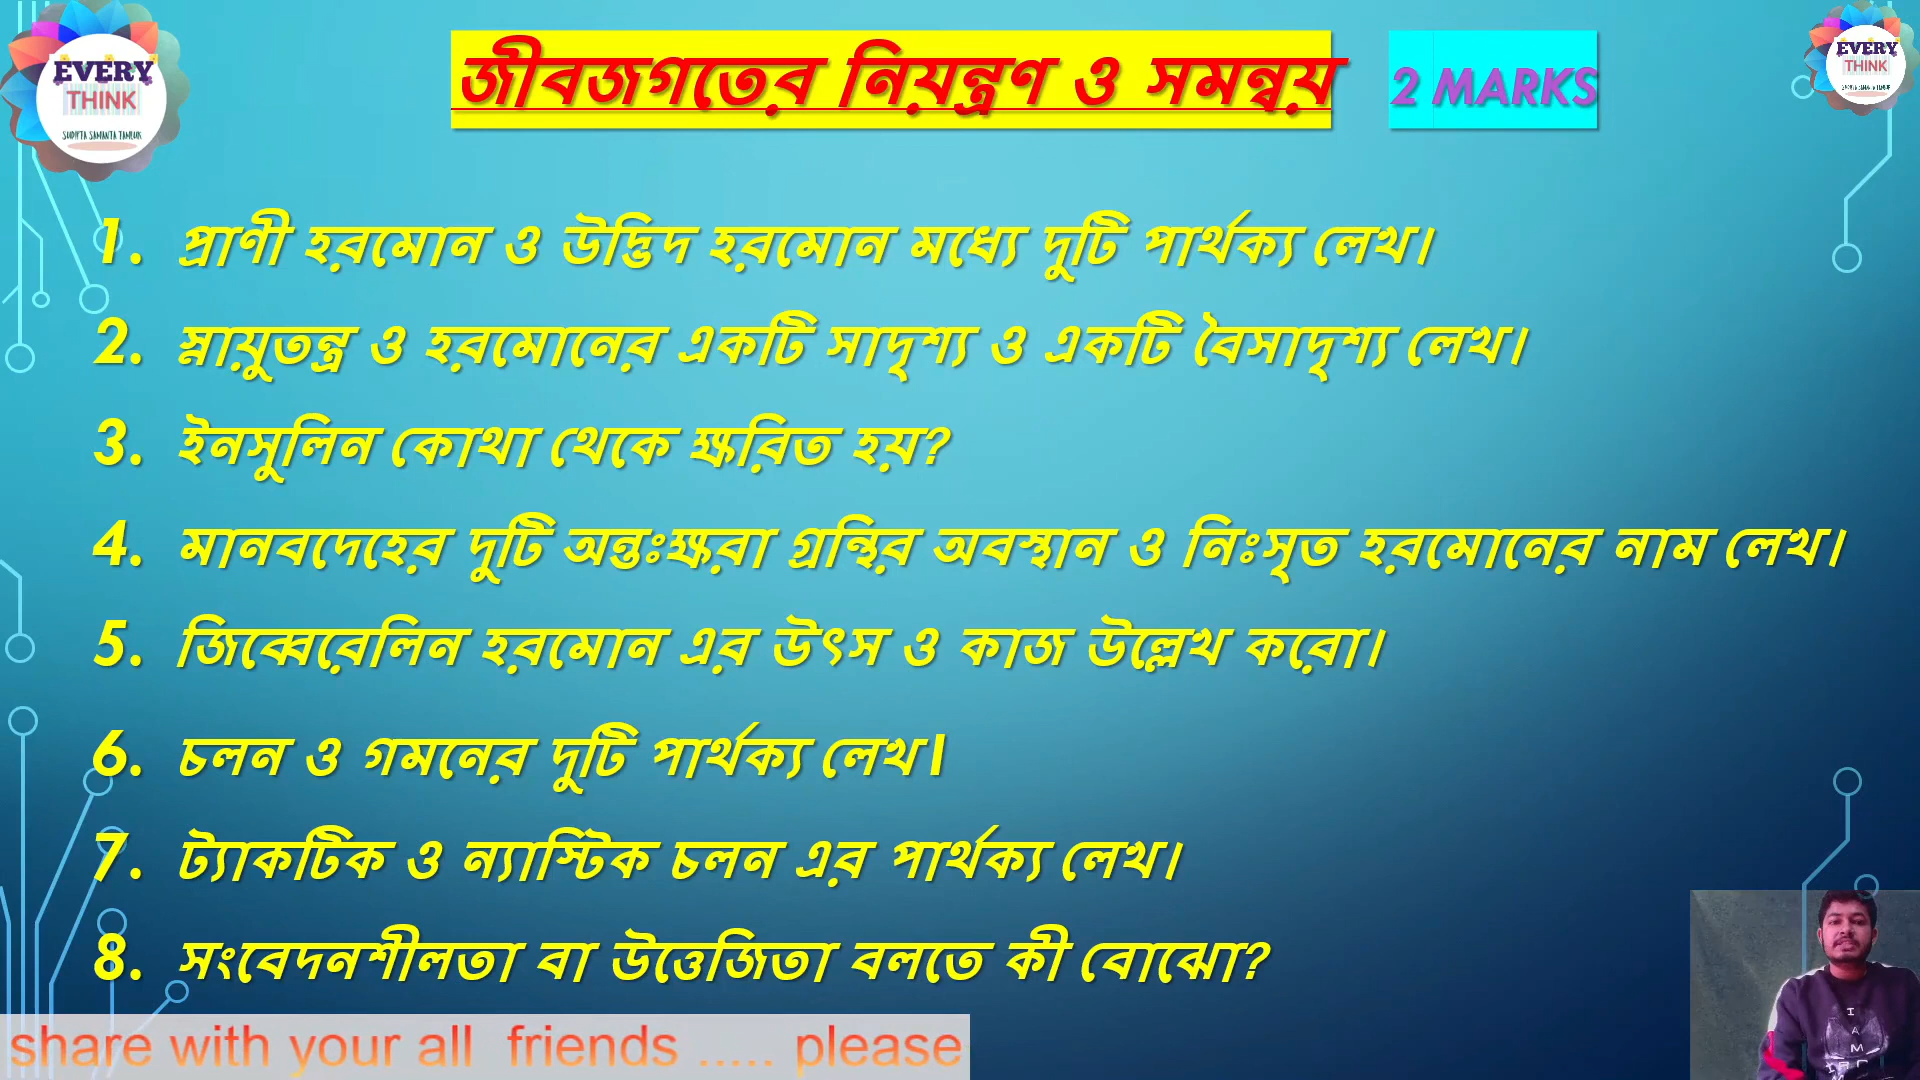 EVERY
THINK
SUDIPTA SAMANTA TAMLUK
জীবজগতের নিয়ন্ত্রণ ও সমন্বয় 2 MARKS
EVERY
THINK
1. প্রাণী হরমোন ও উদ্ভিদ হরমোন মধ্যে দুটি পার্থক্য লেখ।
2. স্নায়ুতন্ত্র ও হরমোনের একটি সাদৃশ্য ও একটি বৈসাদৃশ্য লেখ।
3. ইনসুলিন কোথা থেকে ক্ষরিত হয়?
4. মানবদেহের দুটি অন্তঃক্ষরা গ্রন্থির অবস্থান ও নিঃসৃত হরমোনের নাম লেখ।
5. জিব্বেরেলিন হরমোন এর উৎস ও কাজ উল্লেখ করো।
6. চলন ও গমনের দুটি পার্থক্য লেখ।
7. ট্যাকটিক ও ন্যাস্টিক চলন এর পার্থক্য লেখ।
8. সংবেদনশীলতা বা উত্তেজিতা বলতে কী বোঝো?
share with your all friends ..... please
I
A
M